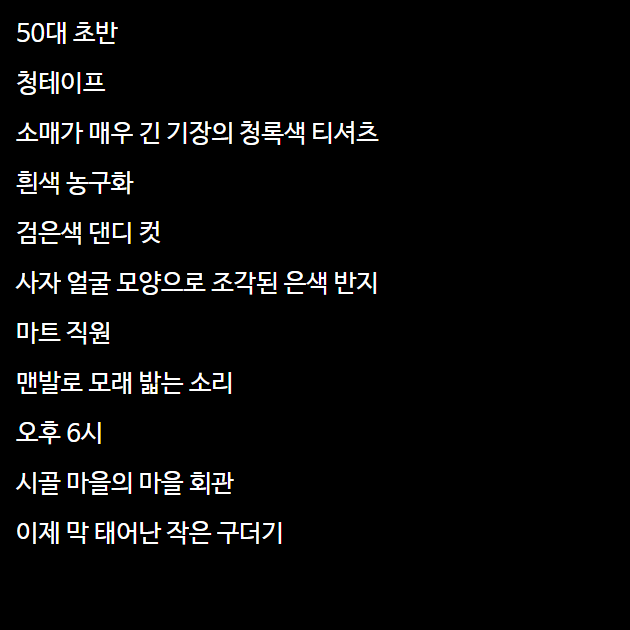 50대 초반
청테이프
소매가 매우 긴 기장의 청록색 티셔츠
흰색 농구화
검은색 댄디 컷
사자 얼굴 모양으로 조각된 은색 반지
마트 직원
맨발로 모래 밟는 소리
오후 6시
시골 마을의 마을 회관
이제 막 태어난 작은 구더기